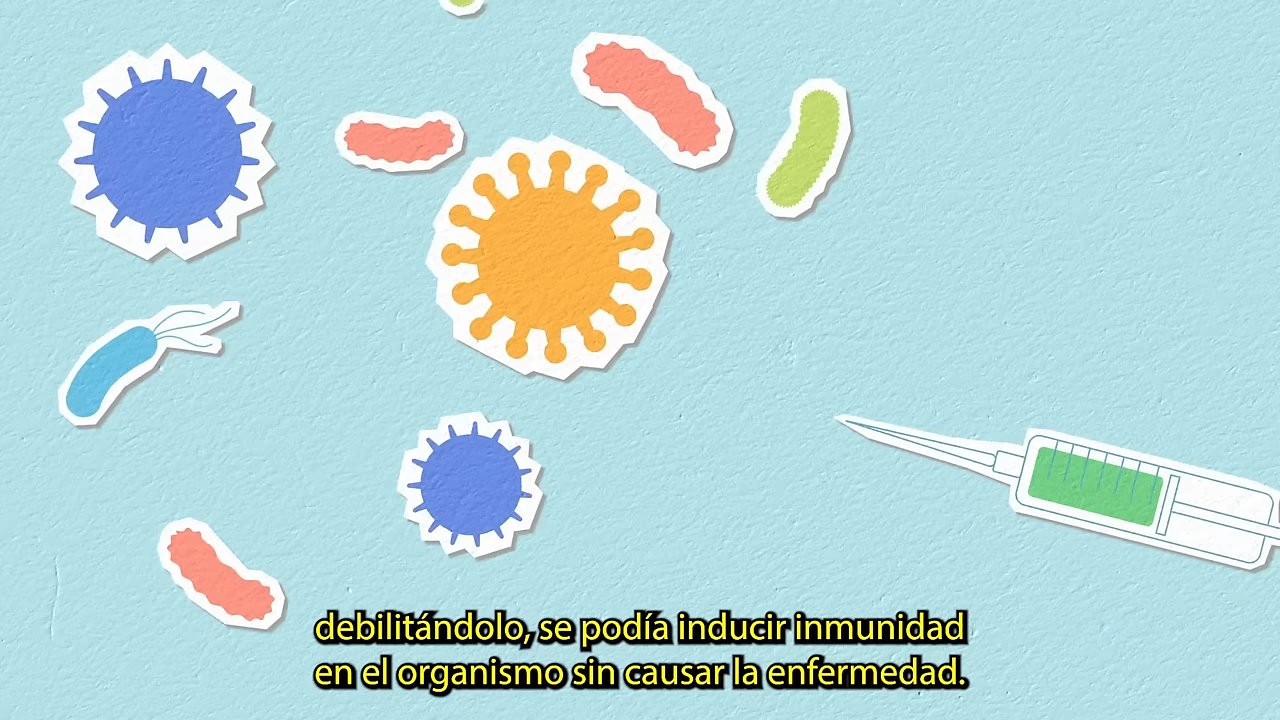 debilitándolo, se podía inducir inmunidad
en el organismo sin causar la enfermedad.